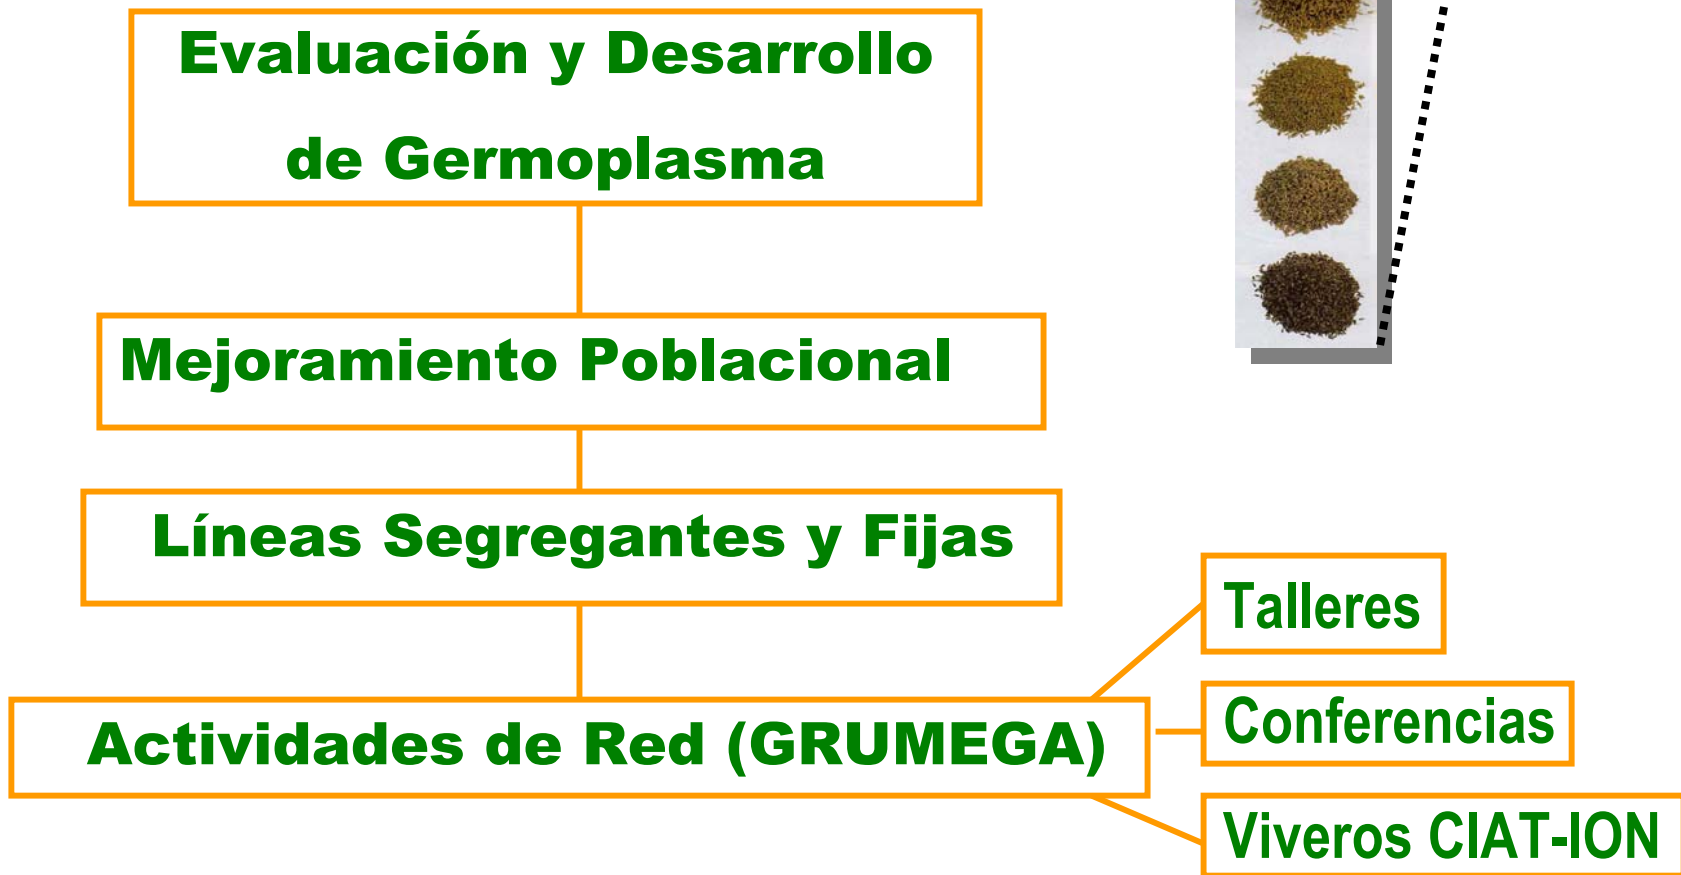 Evaluación y Desarrollo
de Germoplasma
Mejoramiento Poblacional
Líneas Segregantes y Fijas
Actividades de Red (GRUMEGA)
Talleres
Conferencias
Viveros CIAT-ION